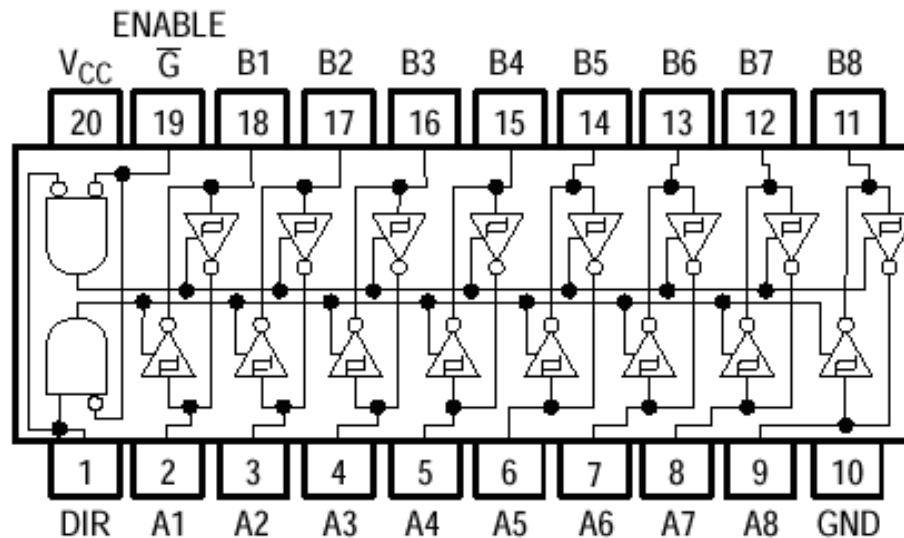 ENABLE
V_CC G̅ B1 B2 B3 B4 B5 B6 B7 B8
20 19 18 17 16 15 14 13 12 11
1 2 3 4 5 6 7 8 9 10
DIR A1 A2 A3 A4 A5 A6 A7 A8 GND